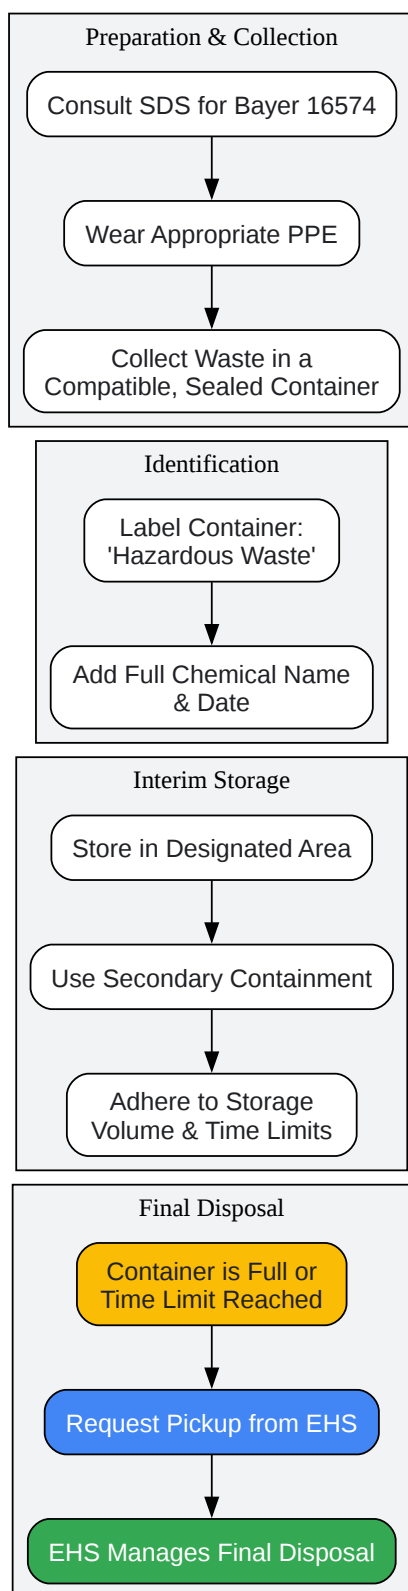 Preparation & Collection
Consult SDS for Bayer 16574
Wear Appropriate PPE
Collect Waste in a
Compatible, Sealed Container
Identification
Label Container:
'Hazardous Waste'
Add Full Chemical Name
& Date
Interim Storage
Store in Designated Area
Use Secondary Containment
Adhere to Storage
Volume & Time Limits
Final Disposal
Container is Full or
Time Limit Reached
Request Pickup from EHS
EHS Manages Final Disposal